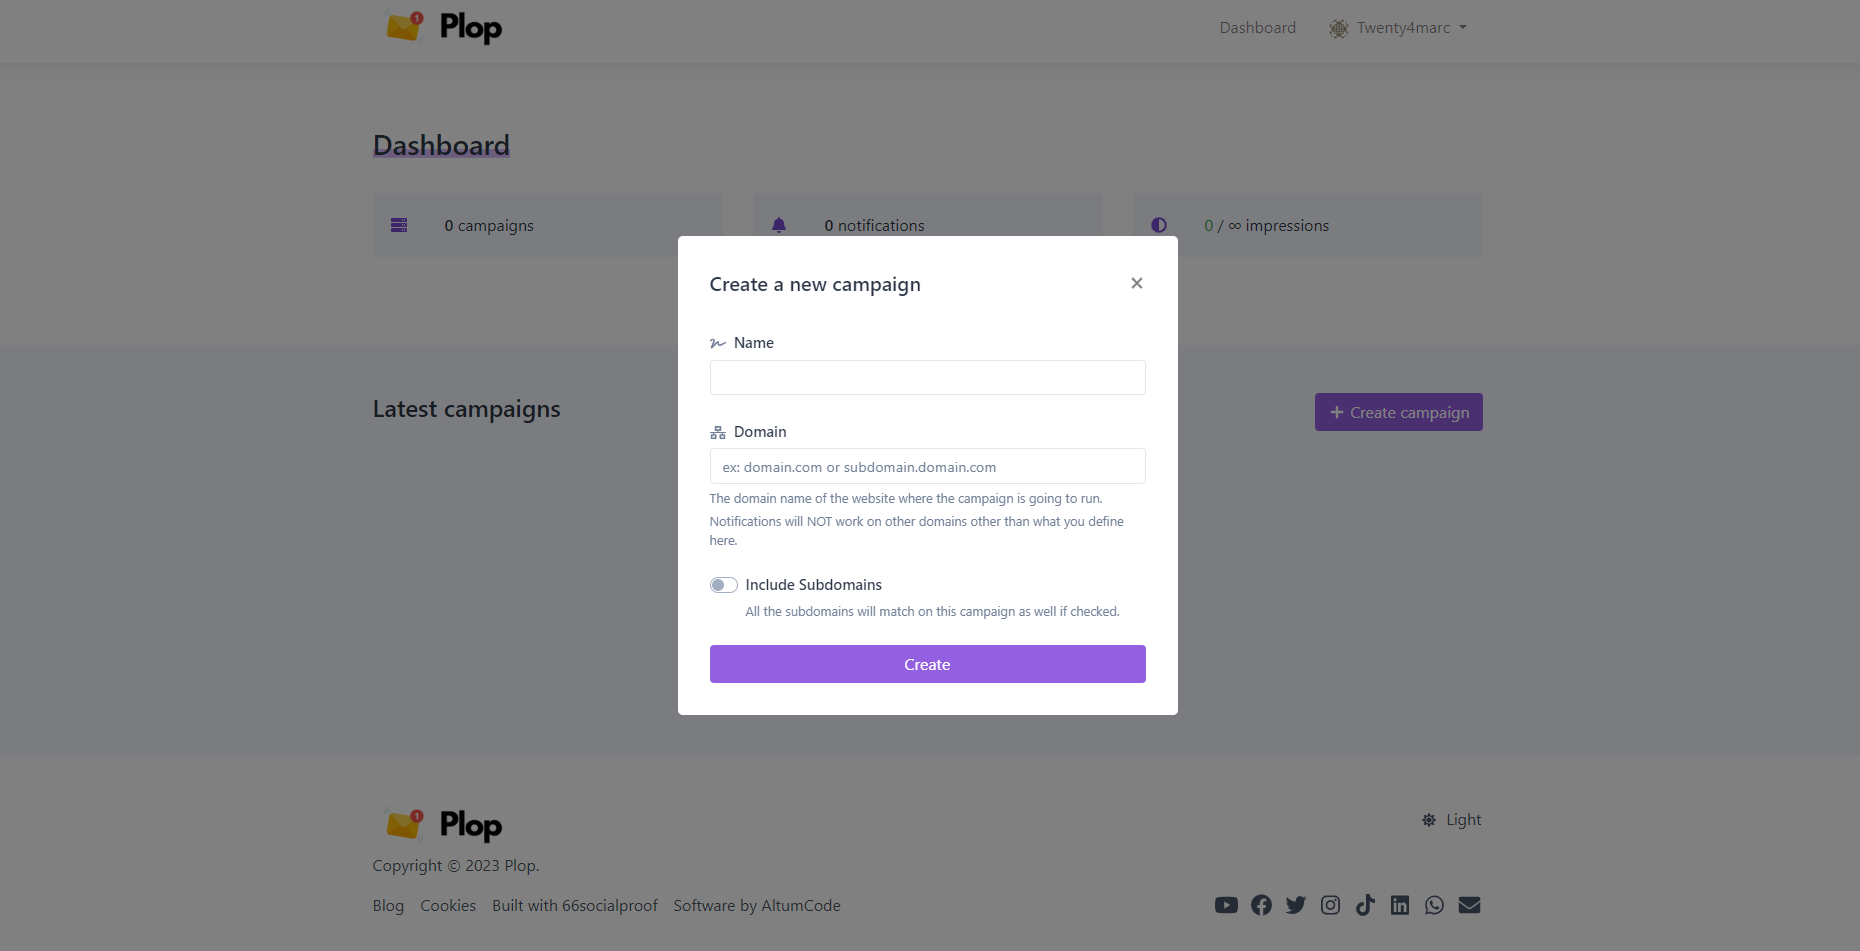 1 Plop
Dashboard Twenty4marc
Dashboard
0 campaigns
0 notifications
0 / ∞ impressions
Create a new campaign
Name
Latest campaigns
Create campaign
Domain
ex: domain.com or subdomain.domain.com
The domain name of the website where the campaign is going to run.
Notifications will NOT work on other domains other than what you define
here.
Include Subdomains
All the subdomains will match on this campaign as well if checked.
Create
1 Plop
Light
Copyright © 2023 Plop.
Blog Cookies Built with 66socialproof Software by AltumCode